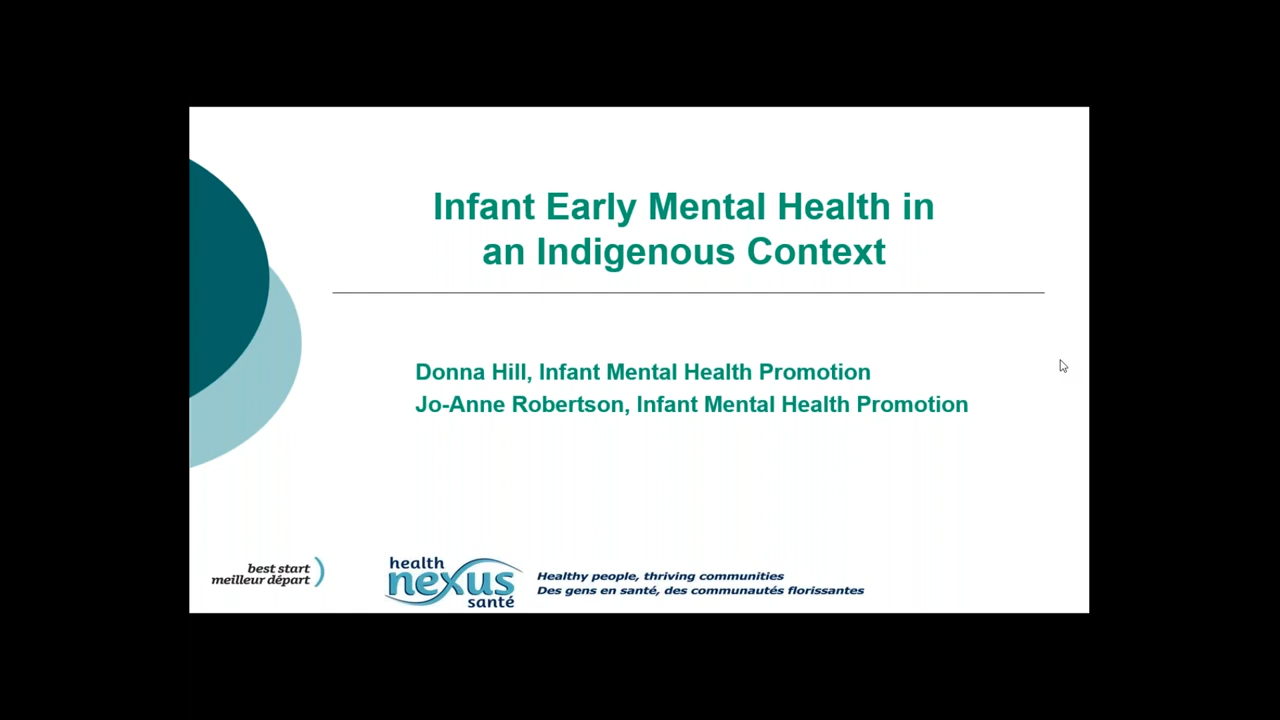 Infant Early Mental Health in
an Indigenous Context
Donna Hill, Infant Mental Health Promotion
Jo-Anne Robertson, Infant Mental Health Promotion
best start
meilleur départ
health
nexus
santé
Healthy people, thriving communities
Des gens en santé, des communautés florissantes